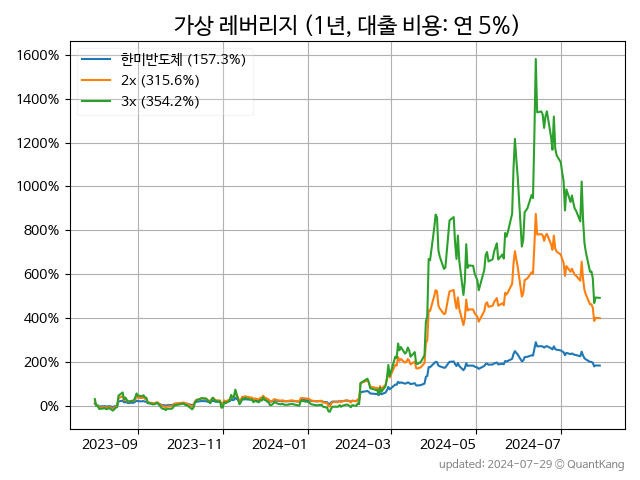 가상 레버리지 (1년, 대출 비용: 연 5%)
1600%
1400%
1200%
1000%
800%
600%
400%
200%
0%
한미반도체 (157.3%)
2x (315.6%)
3x (354.2%)
2023-09 2023-11 2024-01 2024-03 2024-05 2024-07
updated: 2024-07-29 © QuantKang